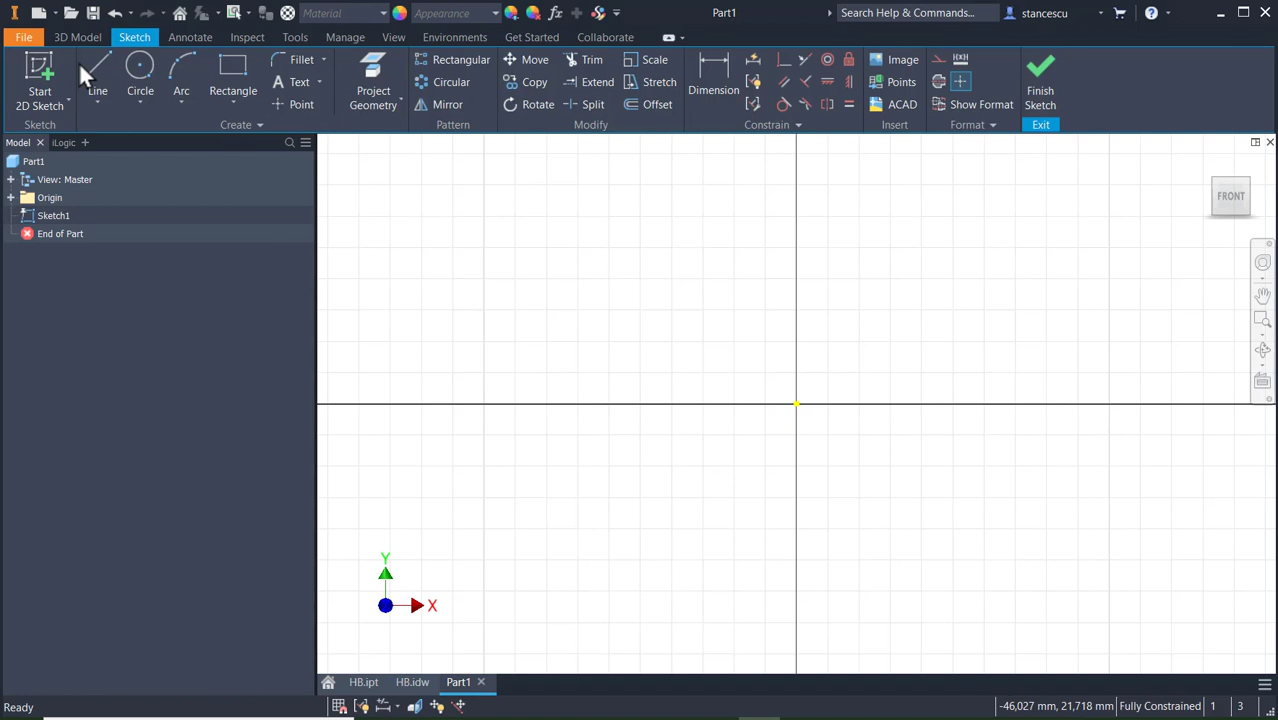 Material
Appearance
Part1
Search Help & Commands...
stancescu
File
3D Model
Sketch
Annotate
Inspect
Tools
Manage
View
Environments
Get Started
Collaborate
Start
2D Sketch
Line
Circle
Arc
Rectangle
Fillet
Text
Point
Project
Geometry
Rectangular
Circular
Mirror
Move
Copy
Rotate
Trim
Extend
Split
Scale
Stretch
Offset
Dimension
Image
Points
ACAD
Show Format
Finish
Sketch
Sketch
Create
Pattern
Modify
Constrain
Insert
Format
Exit
Model
iLogic
Part1
View: Master
Origin
Sketch1
End of Part
FRONT
Y
X
HB.ipt
HB.idw
Part1
Ready
-46,027 mm, 21,718 mm
Fully Constrained
1
3